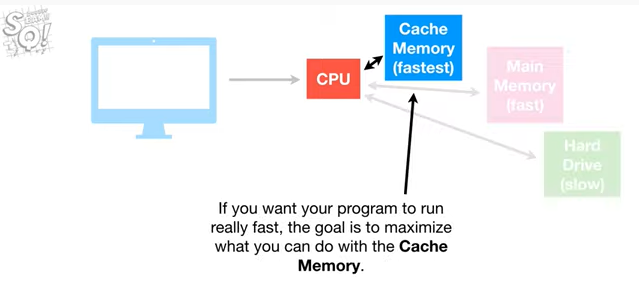 SQ!
CPU
Cache
Memory
(fastest)
Main
Memory
(fast)
Hard
Drive
(slow)
If you want your program to run
really fast, the goal is to maximize
what you can do with the Cache
Memory.